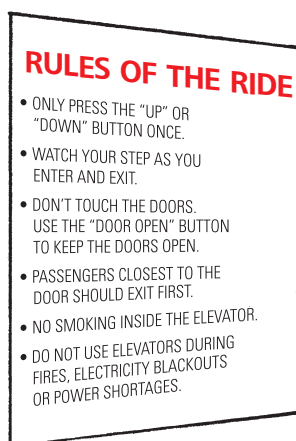 RULES OF THE RIDE
• ONLY PRESS THE “UP” OR
“DOWN” BUTTON ONCE.
• WATCH YOUR STEP AS YOU
ENTER AND EXIT.
• DON’T TOUCH THE DOORS.
USE THE “DOOR OPEN” BUTTON
TO KEEP THE DOORS OPEN.
• PASSENGERS CLOSEST TO THE
DOOR SHOULD EXIT FIRST.
• NO SMOKING INSIDE THE ELEVATOR.
• DO NOT USE ELEVATORS DURING
FIRES, ELECTRICITY BLACKOUTS
OR POWER SHORTAGES.